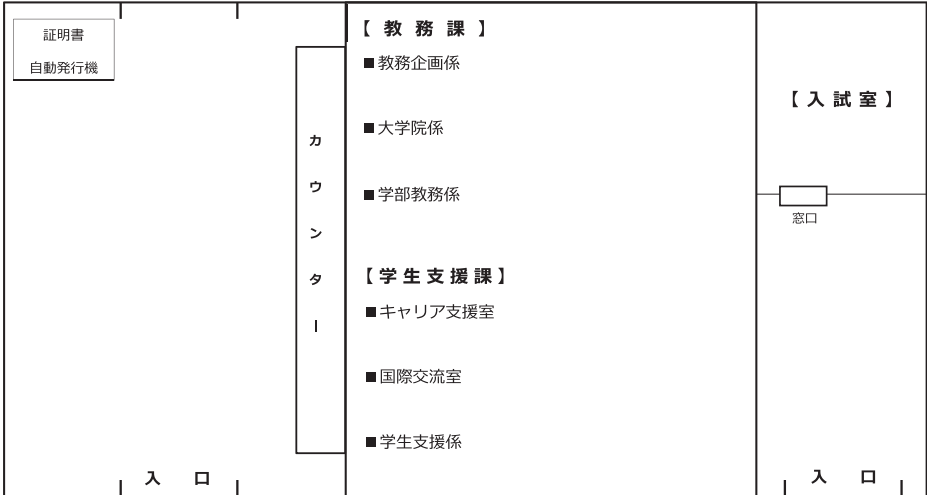 証明書
自動発行機
カウンター
【教務課】
■教務企画係
■大学院係
■学部教務係
【学生支援課】
■キャリア支援室
■国際交流室
■学生支援係
【入試室】
窓口
入口
入口